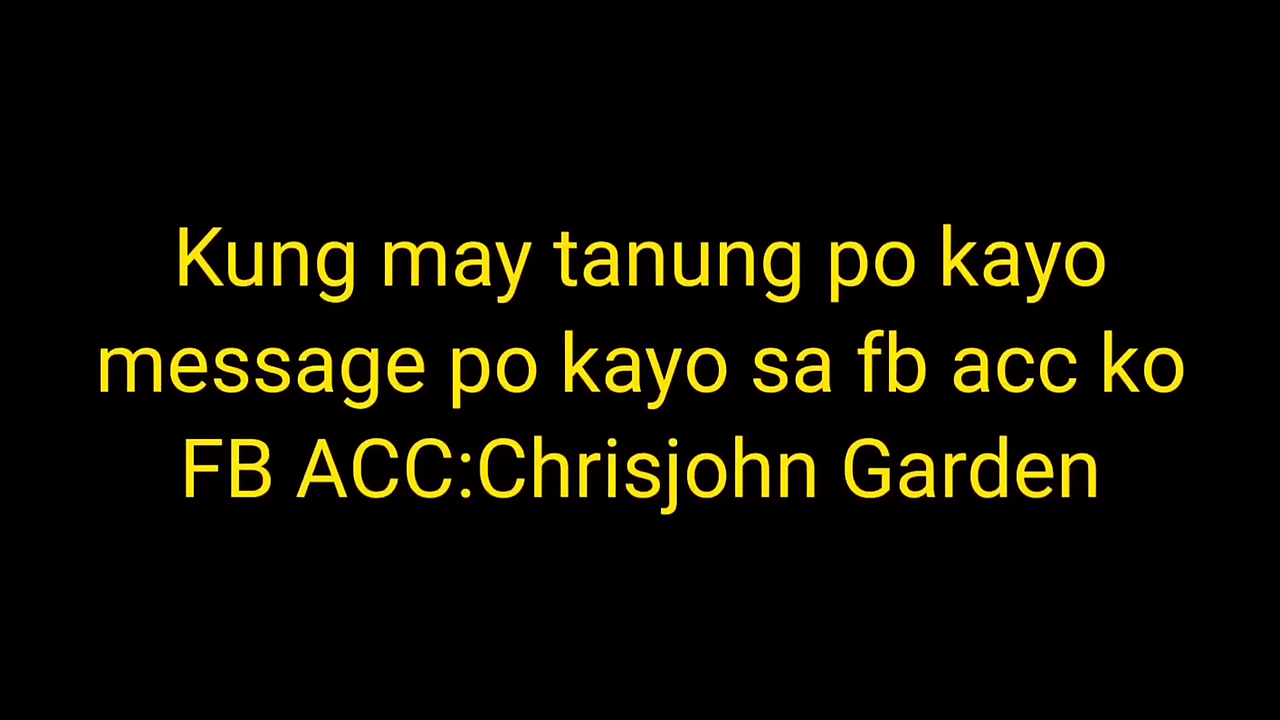 Kung may tanung po kayo
message po kayo sa fb acc ko
FB ACC:Chrisjohn Garden